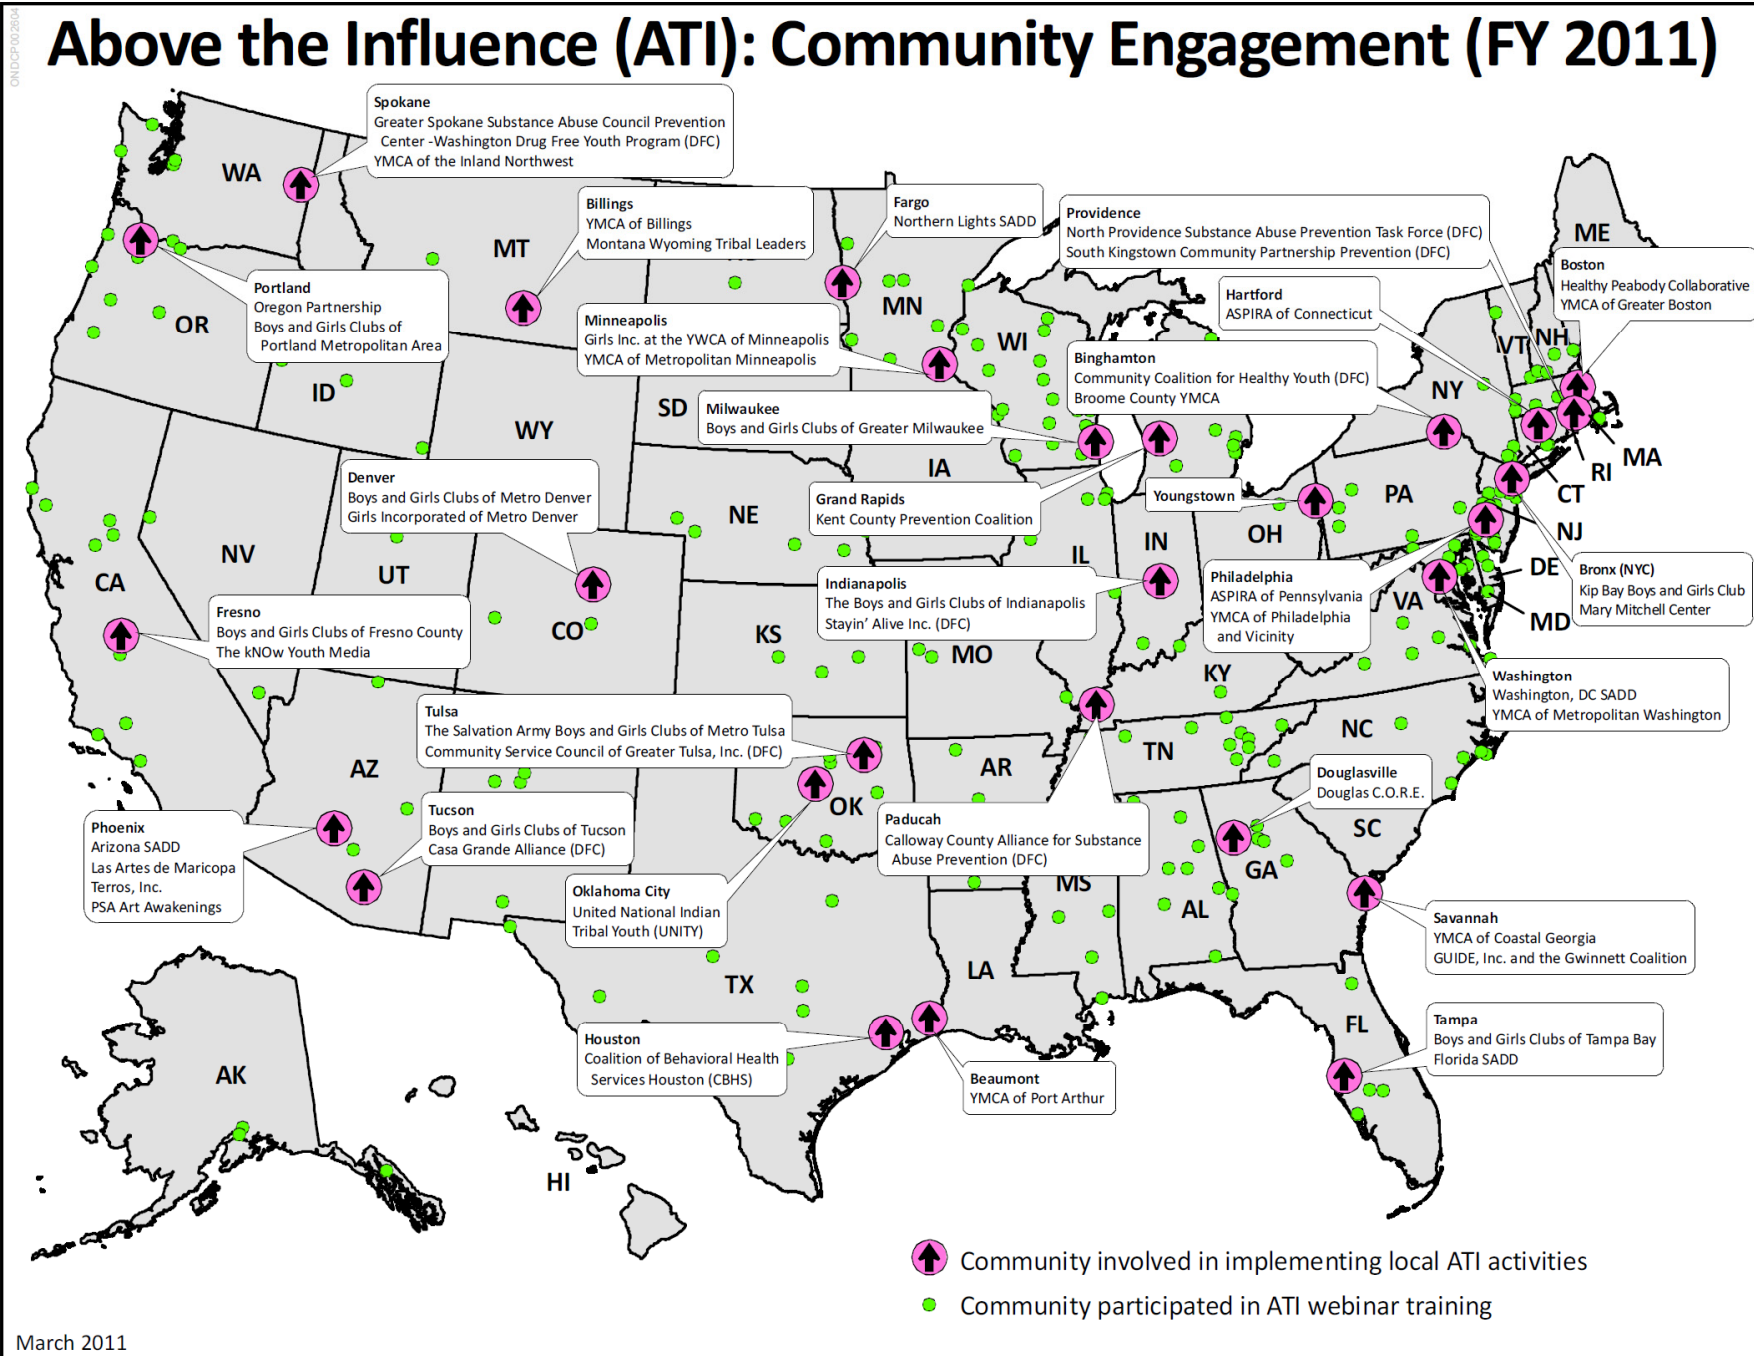 ONDCP002604
Above the Influence (ATI): Community Engagement (FY 2011)
Spokane
Greater Spokane Substance Abuse Council Prevention
Center -Washington Drug Free Youth Program (DFC)
YMCA of the Inland Northwest
WA
Billings
YMCA of Billings
Montana Wyoming Tribal Leaders
MT
Fargo
Northern Lights SADD
Providence
North Providence Substance Abuse Prevention Task Force (DFC)
South Kingstown Community Partnership Prevention (DFC)
ME
Boston
Healthy Peabody Collaborative
YMCA of Greater Boston
Portland
Oregon Partnership
Boys and Girls Clubs of
Portland Metropolitan Area
OR
Minneapolis
Girls Inc. at the YWCA of Minneapolis
YMCA of Metropolitan Minneapolis
MN
WI
Hartford
ASPIRA of Connecticut
VT
NH
Binghamton
Community Coalition for Healthy Youth (DFC)
Broome County YMCA
NY
ID
WY
SD
Milwaukee
Boys and Girls Clubs of Greater Milwaukee
MA
RI
CT
NJ
DE
MD
Denver
Boys and Girls Clubs of Metro Denver
Girls Incorporated of Metro Denver
NE
IA
Grand Rapids
Kent County Prevention Coalition
Youngstown
PA
OH
IN
IL
NV
UT
CA
CO
KS
MO
KY
VA
Indianapolis
The Boys and Girls Clubs of Indianapolis
Stayin’ Alive Inc. (DFC)
Philadelphia
ASPIRA of Pennsylvania
YMCA of Philadelphia
and Vicinity
Bronx (NYC)
Kip Bay Boys and Girls Club
Mary Mitchell Center
Fresno
Boys and Girls Clubs of Fresno County
The kNOw Youth Media
Washington
Washington, DC SADD
YMCA of Metropolitan Washington
Tulsa
The Salvation Army Boys and Girls Clubs of Metro Tulsa
Community Service Council of Greater Tulsa, Inc. (DFC)
AZ
OK
AR
TN
NC
SC
Douglasville
Douglas C.O.R.E.
Phoenix
Arizona SADD
Las Artes de Maricopa
Terros, Inc.
PSA Art Awakenings
Tucson
Boys and Girls Clubs of Tucson
Casa Grande Alliance (DFC)
Paducah
Calloway County Alliance for Substance
Abuse Prevention (DFC)
MS
AL
GA
Oklahoma City
United National Indian
Tribal Youth (UNITY)
Savannah
YMCA of Coastal Georgia
GUIDE, Inc. and the Gwinnett Coalition
TX
LA
FL
Houston
Coalition of Behavioral Health
Services Houston (CBHS)
Beaumont
YMCA of Port Arthur
Tampa
Boys and Girls Clubs of Tampa Bay
Florida SADD
AK
HI
Community involved in implementing local ATI activities
Community participated in ATI webinar training
March 2011